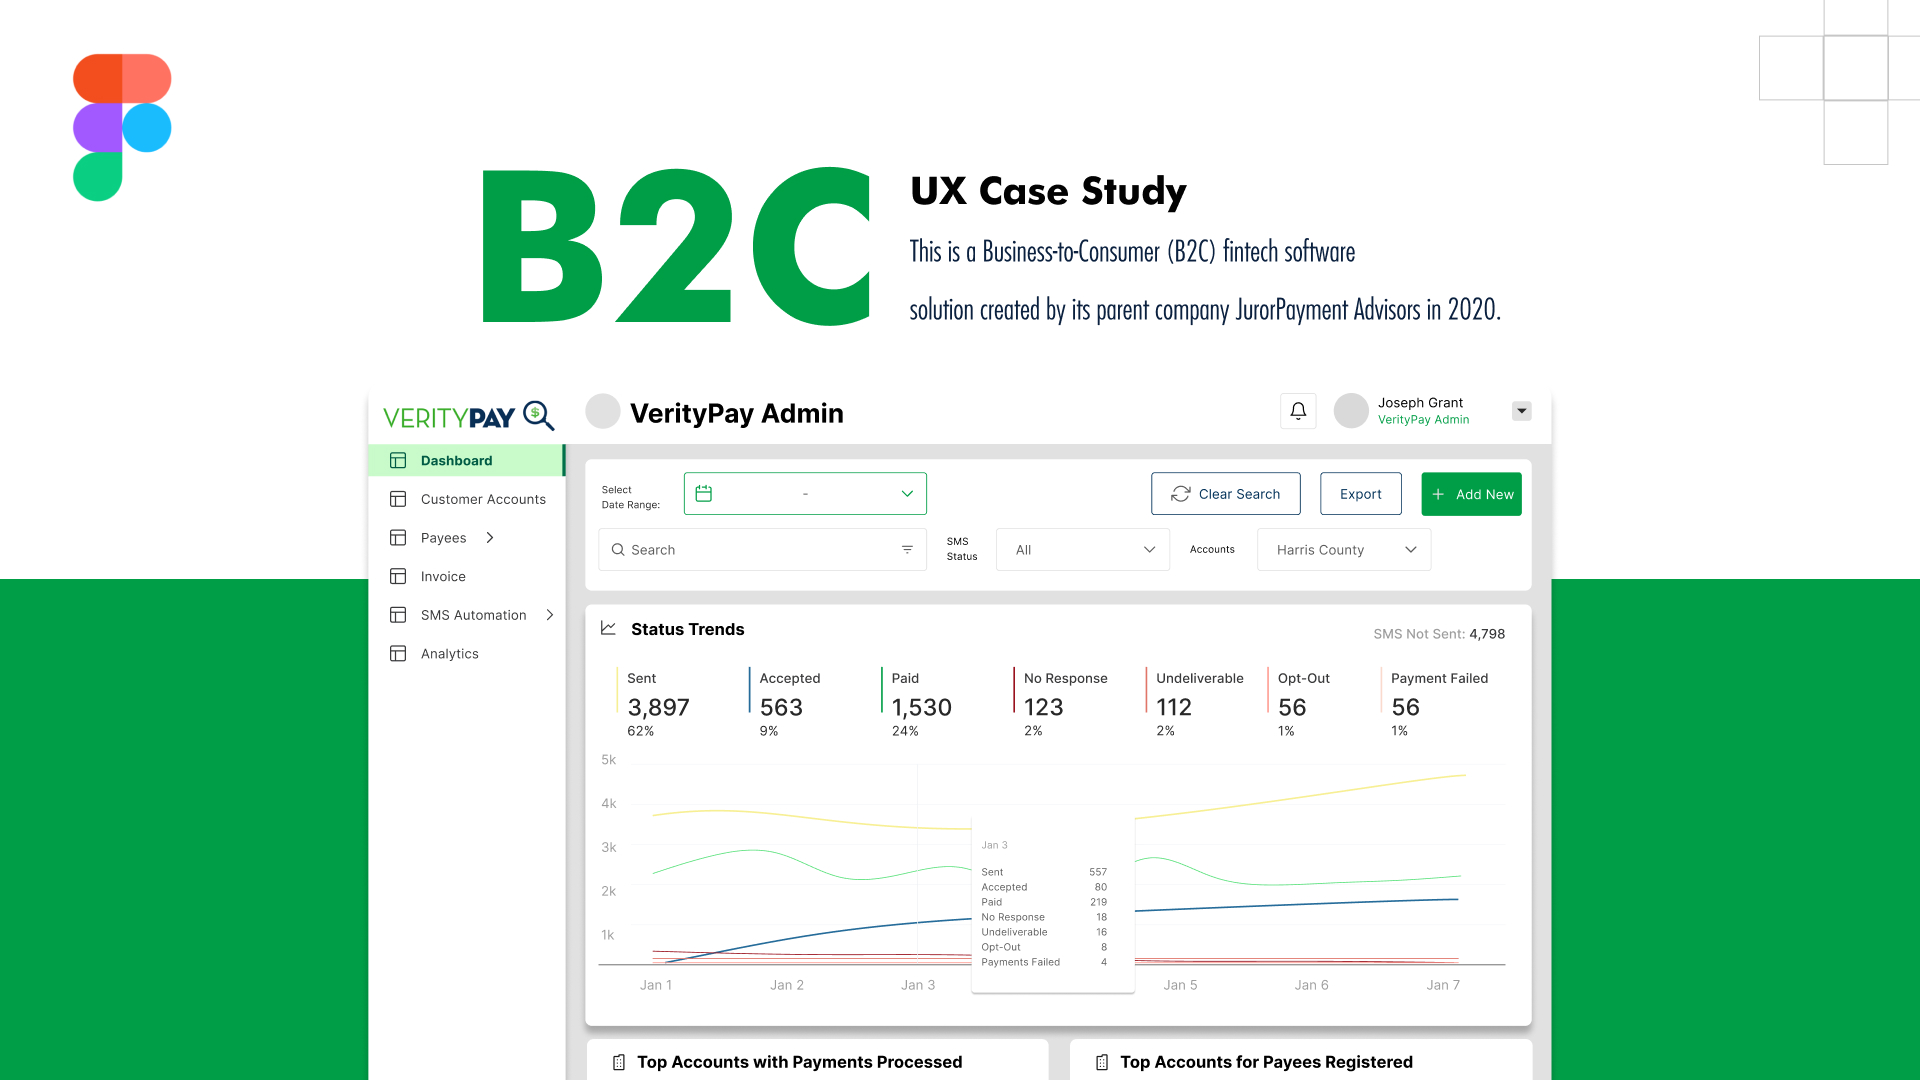 B2C
UX Case Study
This is a Business-to-Consumer (B2C) fintech software
solution created by its parent company JurorPayment Advisors in 2020.
VERITYPAY
$
VerityPay Admin
Joseph Grant
VerityPay Admin
Dashboard
Customer Accounts
Payees
Invoice
SMS Automation
Analytics
Select
Date Range:
-
Clear Search
Export
+ Add New
Search
SMS
Status
All
Accounts
Harris County
Status Trends
SMS Not Sent: 4,798
Sent
3,897
62%
Accepted
563
9%
Paid
1,530
24%
No Response
123
2%
Undeliverable
112
2%
Opt-Out
56
1%
Payment Failed
56
1%
5k
4k
3k
2k
1k
Jan 3
Sent 557
Accepted 80
Paid 219
No Response 18
Undeliverable 16
Opt-Out 8
Payments Failed 4
Jan 1 Jan 2 Jan 3 Jan 5 Jan 6 Jan 7
Top Accounts with Payments Processed
Top Accounts for Payees Registered